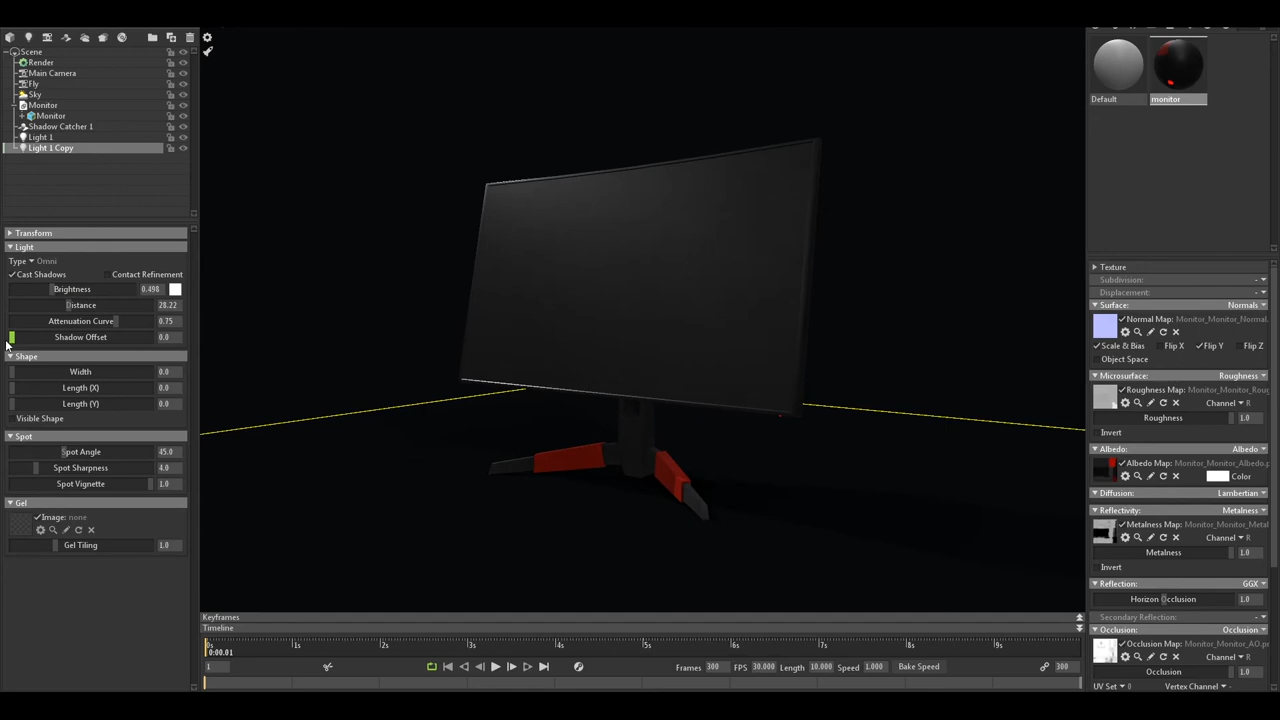 Scene
Render
Main Camera
Fly
Sky
Monitor
Monitor
Shadow Catcher 1
Light 1
Light 1 Copy
Transform
Light
Type Omni
Cast Shadows Contact Refinement
Brightness 0.498
Distance 28.22
Attenuation Curve 0.75
Shadow Offset 0.0
Shape
Width 0.0
Length (X) 0.0
Length (Y) 0.0
Visible Shape
Spot
Spot Angle 45.0
Spot Sharpness 4.0
Spot Vignette 1.0
Gel
Image: none
Gel Tiling 1.0
Keyframes
Timeline
0s 1s 2s 3s 4s 5s 6s 7s 8s 9s
0:00.01
1 Frames 300 FPS 30.000 Length 10.000 Speed 1.000 Bake Speed 300
Default monitor
Texture
Subdivision: -
Displacement: -
Surface: Normals
Normal Map: Monitor_Monitor_Normal.
Scale & Bias Flip X Flip Y Flip Z
Object Space
Microsurface: Roughness
Roughness Map: Monitor_Monitor_Roug
Channel R
Roughness 1.0
Invert
Albedo: Albedo
Albedo Map: Monitor_Monitor_Albedo.p
Color
Diffusion: Lambertian
Reflectivity: Metalness
Metalness Map: Monitor_Monitor_Metal
Channel R
Metalness 1.0
Invert
Reflection: GGX
Horizon Occlusion 1.0
Secondary Reflection: -
Occlusion: Occlusion
Occlusion Map: Monitor_Monitor_AO.p
Channel R
Occlusion 1.0
UV Set 0 Vertex Channel -